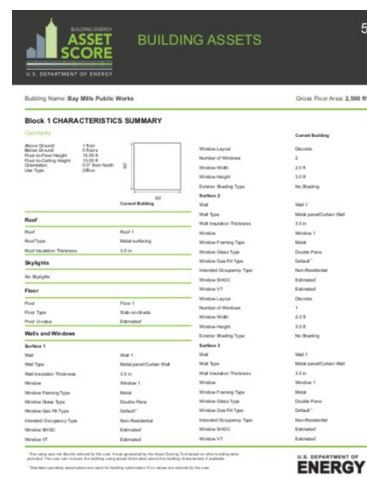 BUILDING ENERGY
ASSET
SCORE
U.S. DEPARTMENT OF ENERGY
BUILDING ASSETS
5
Building Name: Bay Mills Public Works
Gross Floor Area: 2,500 ft
Block 1 CHARACTERISTICS SUMMARY
Geometry
Above Ground: 1 floor
Below Ground: 0 floors
Floor-to-Floor Height:
Floor-to-Ceiling Height:
Orientation:
Use Type: Office
50'
50'
Current Building
Roof
Roof Roof 1
Roof Type Metal surfacing
Roof Insulation Thickness 3.5 in
Skylights
No Skylights
Floor
Floor Floor 1
Floor Type Slab-on-Grade
Floor U-value Estimated*
Walls and Windows
Surface 1
Wall Wall 1
Wall Type Metal panel/Curtain Wall
Wall Insulation Thickness 3.5 in
Window Window 1
Window Framing Type Metal
Window Glass Type Double Pane
Window Gas Fill Type Default**
Intended Occupancy Type Non-Residential
Window SHGC Estimated*
Window VT Estimated*
Current Building
Window Layout Discrete
Number of Windows 2
Window Width 2.0 ft
Window Height 3.0 ft
Exterior Shading Type No Shading
Surface 2
Wall Wall 1
Wall Type Metal panel/Curtain Wall
Wall Insulation Thickness 3.5 in
Window Window 1
Window Framing Type Metal
Window Glass Type Double Pane
Window Gas Fill Type Default**
Intended Occupancy Type Non-Residential
Window SHGC Estimated*
Window VT Estimated*
Window Layout Discrete
Number of Windows 1
Window Width 2.0 ft
Window Height 3.0 ft
Exterior Shading Type No Shading
Surface 3
Wall Wall 1
Wall Type Metal panel/Curtain Wall
Wall Insulation Thickness 3.5 in
Window Window 1
Window Framing Type Metal
Window Glass Type Double Pane
Window Gas Fill Type Default**
Intended Occupancy Type Non-Residential
Window SHGC Estimated*
Window VT Estimated*
U.S. DEPARTMENT OF
ENERGY